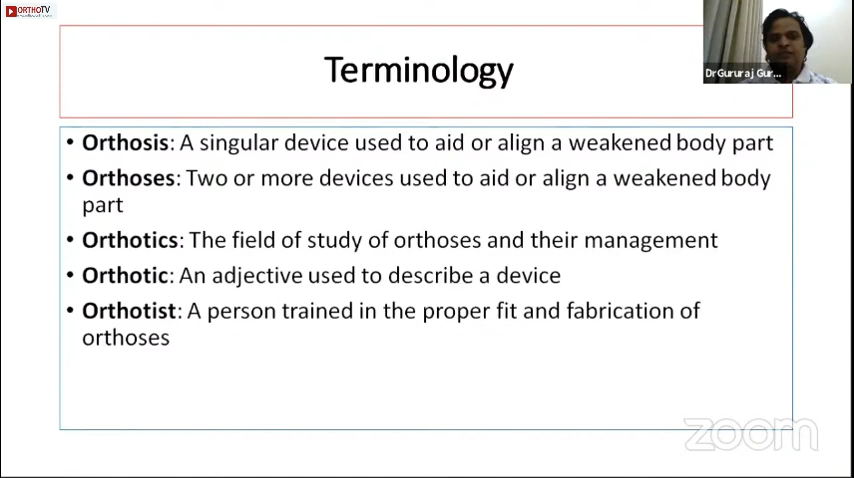 ORTHOTV
Terminology
Dr Gururaj Gur...
• Orthosis: A singular device used to aid or align a weakened body part
• Orthoses: Two or more devices used to aid or align a weakened body
part
• Orthotics: The field of study of orthoses and their management
• Orthotic: An adjective used to describe a device
• Orthotist: A person trained in the proper fit and fabrication of
orthoses
zoom